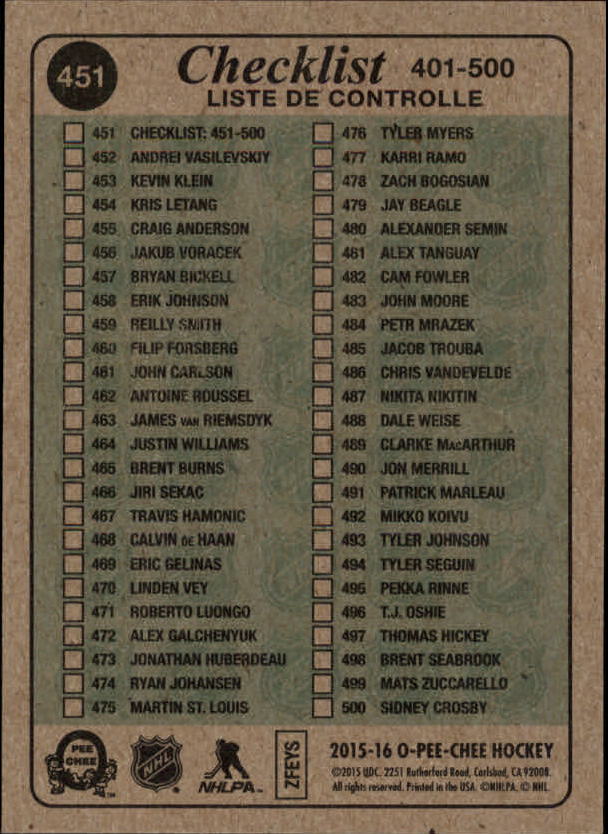 451
Checklist 401-500
LISTE DE CONTROLLE
451 CHECKLIST: 451-500
452 ANDREI VASILEVSKIY
453 KEVIN KLEIN
454 KRIS LETANG
455 CRAIG ANDERSON
456 JAKUB VORACEK
457 BRYAN BICKELL
458 ERIK JOHNSON
459 REILLY SMITH
460 FILIP FORSBERG
461 JOHN CARLSON
462 ANTOINE ROUSSEL
463 JAMES VAN RIEMSDYK
464 JUSTIN WILLIAMS
465 BRENT BURNS
466 JIRI SEKAC
467 TRAVIS HAMONIC
468 CALVIN DE HAAN
469 ERIC GELINAS
470 LINDEN VEY
471 ROBERTO LUONGO
472 ALEX GALCHENYUK
473 JONATHAN HUBERDEAU
474 RYAN JOHANSEN
475 MARTIN ST. LOUIS
476 TYLER MYERS
477 KARRI RAMO
478 ZACH BOGOSIAN
479 JAY BEAGLE
480 ALEXANDER SEMIN
481 ALEX TANGUAY
482 CAM FOWLER
483 JOHN MOORE
484 PETR MRAZEK
485 JACOB TROUBA
486 CHRIS VANDEVELDE
487 NIKITA NIKITIN
488 DALE WEISE
489 CLARKE MacARTHUR
490 JON MERRILL
491 PATRICK MARLEAU
492 MIKKO KOIVU
493 TYLER JOHNSON
494 TYLER SEGUIN
495 PEKKA RINNE
496 T.J. OSHIE
497 THOMAS HICKEY
498 BRENT SEABROOK
499 MATS ZUCCARELLO
500 SIDNEY CROSBY
PEE CHEE TM
NHL
NHLPA
ZFEYS
2015-16 O-PEE-CHEE HOCKEY
©2015 UDC. 2251 Rutherford Road, Carlsbad, CA 92008.
All rights reserved. Printed in the USA. ©NHLPA. © NHL.